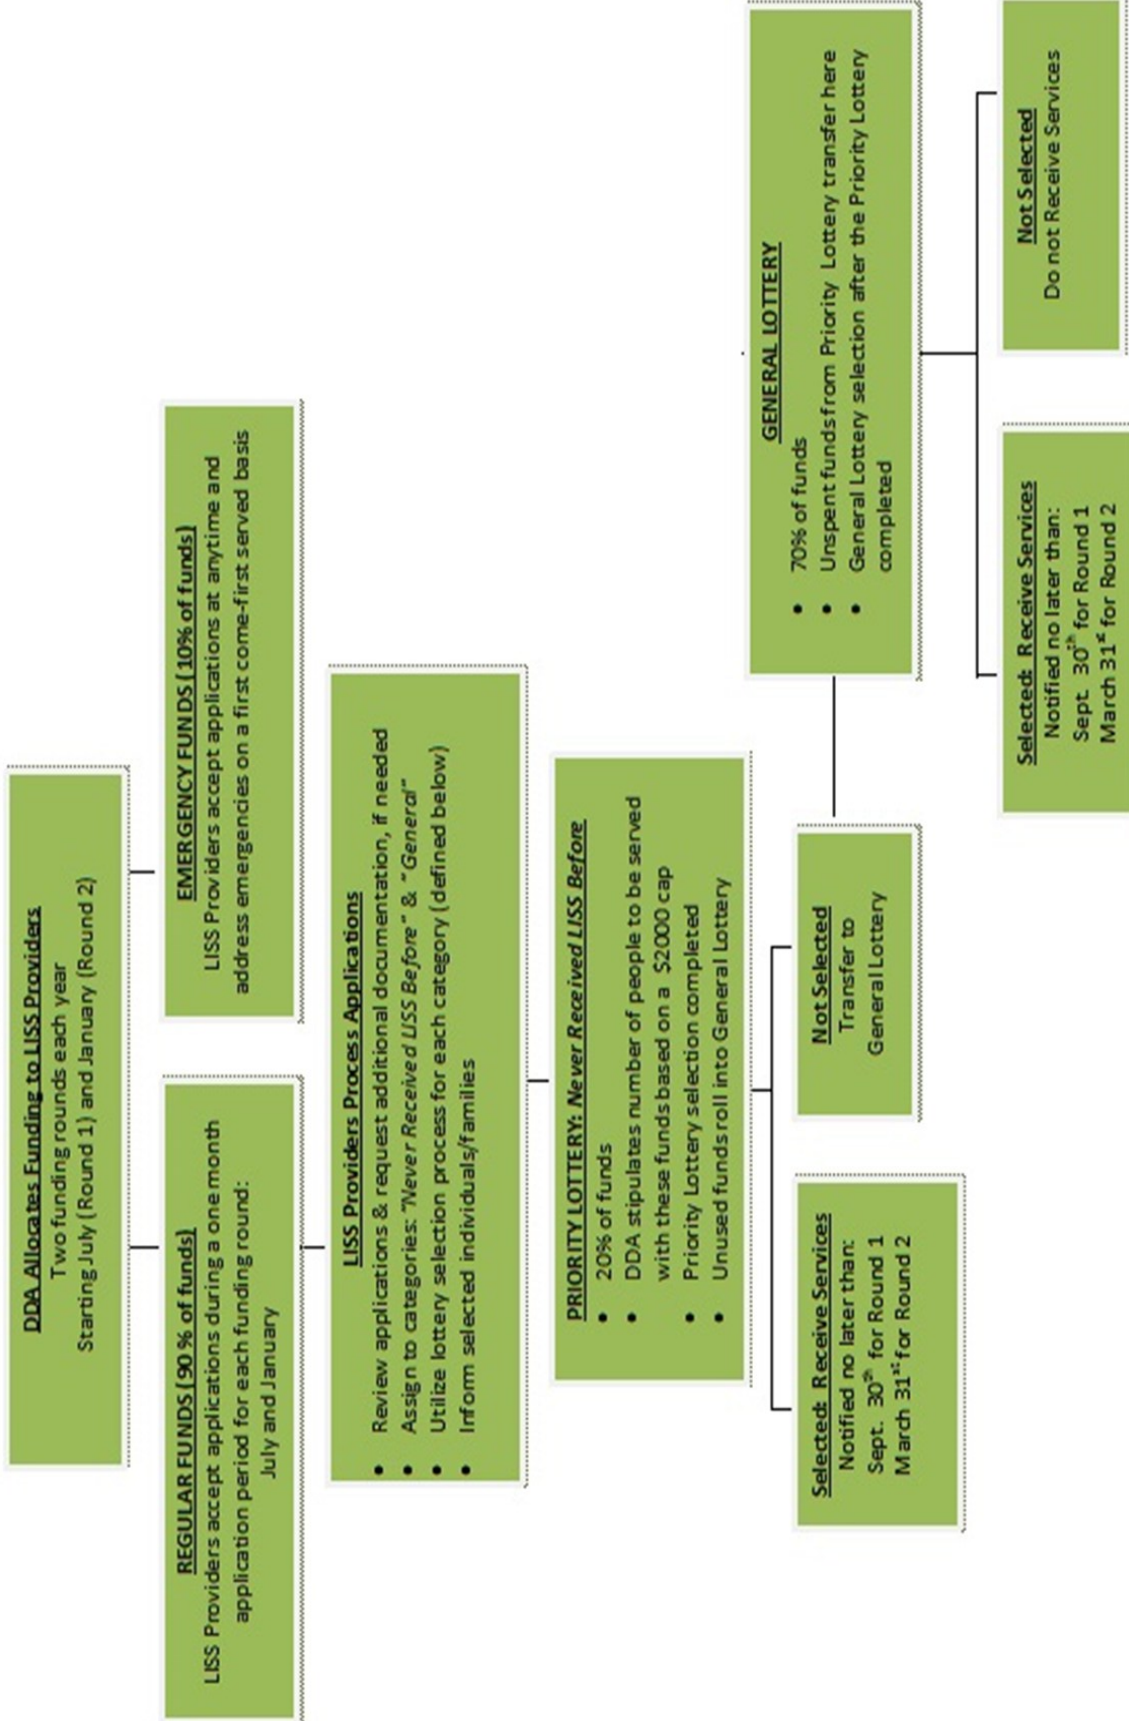 DDA Allocates Funding to LISS Providers
Two funding rounds each year
Starting July (Round 1) and January (Round 2)
REGULAR FUNDS (90 % of funds)
LISS Providers accept applications during a one month
application period for each funding round:
July and January
EMERGENCY FUNDS (10% of funds)
LISS Providers accept applications at anytime and
address emergencies on a first come-first served basis
LISS Providers Process Applications
• Review applications & request additional documentation, if needed
• Assign to categories: "Never Received LISS Before" & "General"
• Utilize lottery selection process for each category (defined below)
• Inform selected individuals/families
PRIORITY LOTTERY: Never Received LISS Before
• 20% of funds
• DDA stipulates number of people to be served
with these funds based on a $2000 cap
• Priority Lottery selection completed
• Unused funds roll into General Lottery
Selected: Receive Services
Notified no later than:
Sept. 30th for Round 1
March 31st for Round 2
Not Selected
Transfer to
General Lottery
GENERAL LOTTERY
• 70% of funds
• Unspent funds from Priority Lottery transfer here
• General Lottery selection after the Priority Lottery
completed
Selected: Receive Services
Notified no later than:
Sept. 30th for Round 1
March 31st for Round 2
Not Selected
Do not Receive Services